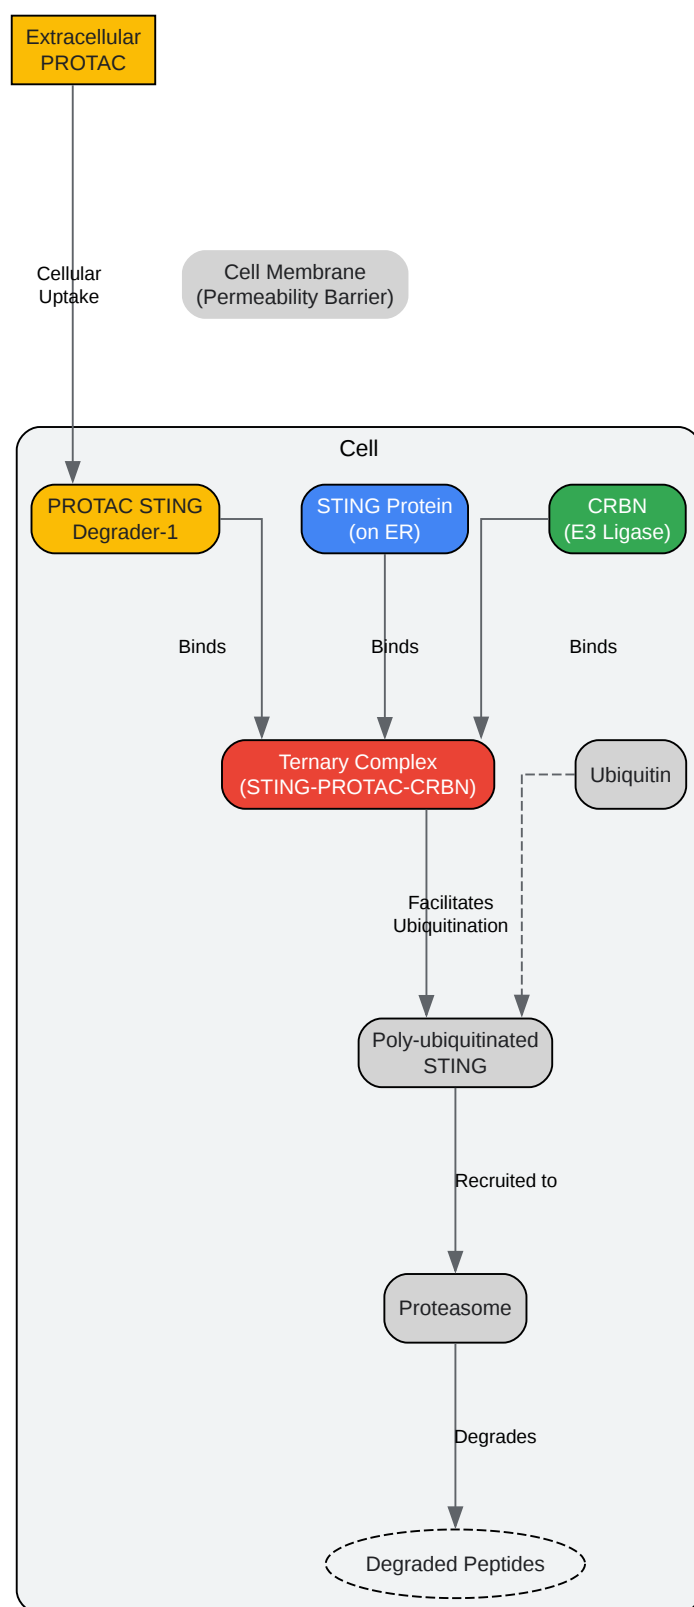 Extracellular
PROTAC
Cellular
Uptake
Cell Membrane
(Permeability Barrier)
Cell
PROTAC STING
Degrader-1
STING Protein
(on ER)
CRBN
(E3 Ligase)
Binds
Binds
Binds
Ternary Complex
(STING-PROTAC-CRBN)
Ubiquitin
Facilitates
Ubiquitination
Poly-ubiquitinated
STING
Recruited to
Proteasome
Degrades
Degraded Peptides